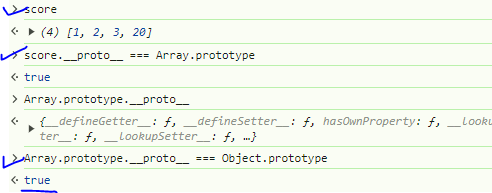 score
(4) [1, 2, 3, 20]
score.__proto__ === Array.prototype
true
Array.prototype.__proto__
{__defineGetter__: ƒ, __defineSetter__: ƒ, hasOwnProperty: ƒ, __looku
ter__: ƒ, __lookupSetter__: ƒ, …}
Array.prototype.__proto__ === Object.prototype
true